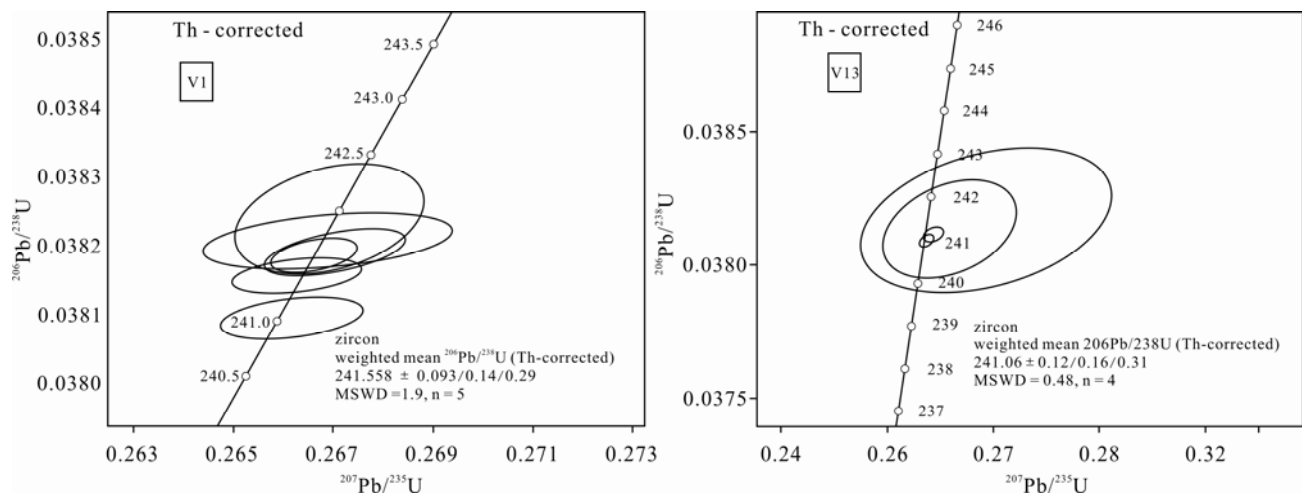 Th - corrected
V1
0.0385
0.0384
0.0383
0.0382
0.0381
0.0380
²⁰⁶Pb/²³⁸U
243.5
243.0
242.5
241.0
240.5
zircon
weighted mean ²⁰⁶Pb/²³⁸U (Th-corrected)
241.558 ± 0.093/0.14/0.29
MSWD =1.9, n = 5
0.263
0.265
0.267
0.269
0.271
0.273
²⁰⁷Pb/²³⁵U
Th - corrected
V13
0.0385
0.0380
0.0375
²⁰⁶Pb/²³⁸U
246
245
244
243
242
241
240
239
238
237
zircon
weighted mean 206Pb/238U (Th-corrected)
241.06 ± 0.12/0.16/0.31
MSWD = 0.48, n = 4
0.24
0.26
0.27
0.28
0.32
²⁰⁷Pb/²³⁵U